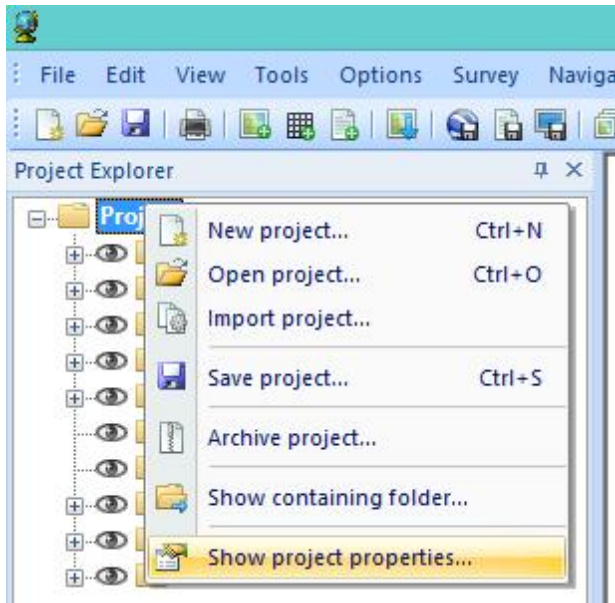 File Edit View Tools Options Survey Naviga
Project Explorer
Proj
New project... Ctrl+N
Open project... Ctrl+O
Import project...
Save project... Ctrl+S
Archive project...
Show containing folder...
Show project properties...